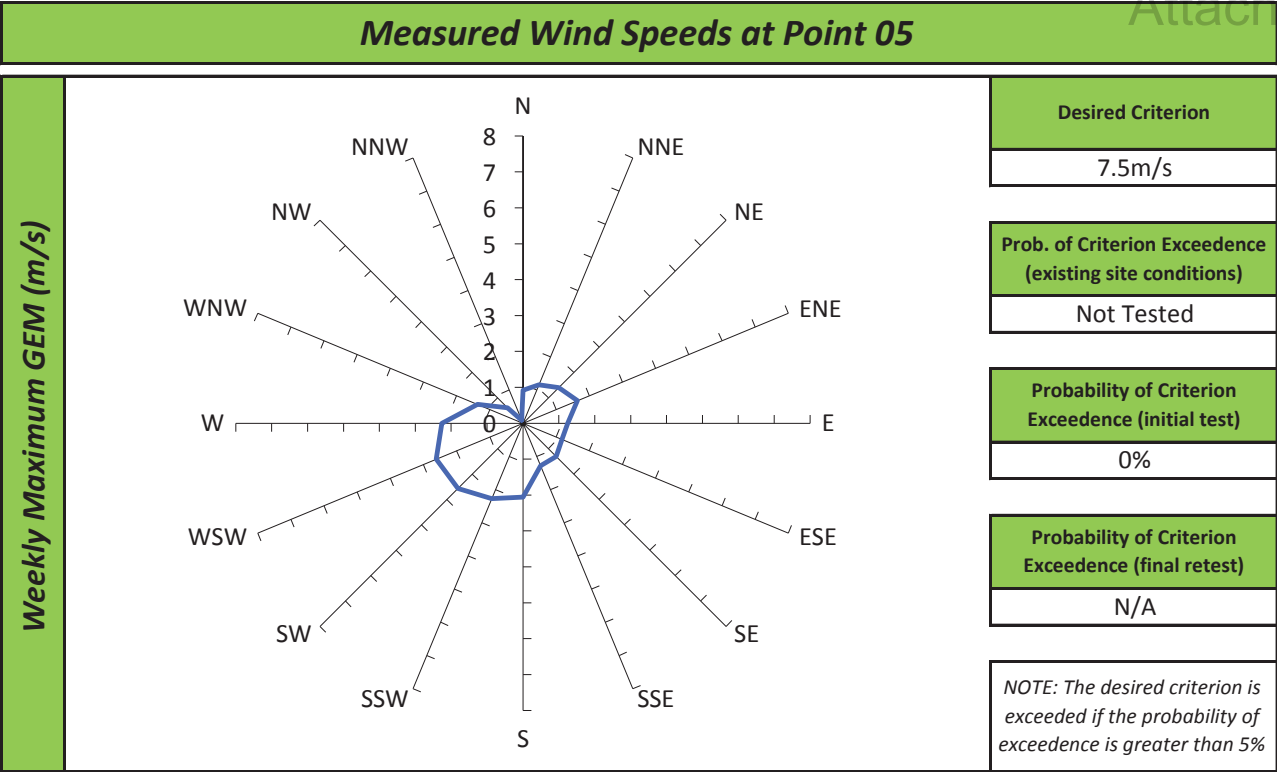 Attach
Measured Wind Speeds at Point 05
Weekly Maximum GEM (m/s)
N
NNE
NE
ENE
E
ESE
SE
SSE
S
SSW
SW
WSW
W
WNW
NW
NNW
8
7
6
5
4
3
2
1
0
Desired Criterion
7.5m/s
Prob. of Criterion Exceedence
(existing site conditions)
Not Tested
Probability of Criterion
Exceedence (initial test)
0%
Probability of Criterion
Exceedence (final retest)
N/A
NOTE: The desired criterion is
exceeded if the probability of
exceedence is greater than 5%